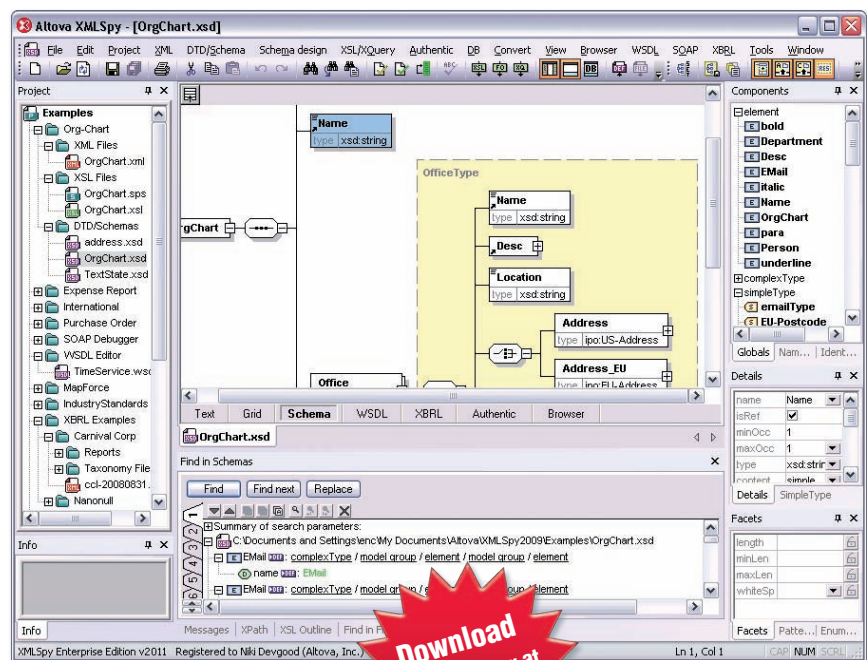 Altova XMLSpy - [OrgChart.xsd]
File Edit Project XML DTD/Schema Schema design XSL/XQuery Authentic DB Convert View Browser WSDL SOAP XBRL Tools Window
Project
Examples
Org-Chart
XML Files
OrgChart.xml
XSL Files
OrgChart.sps
OrgChart.xsl
DTD/Schemas
address.xsd
OrgChart.xsd
TextState.xsd
Expense Report
International
Purchase Order
SOAP Debugger
WSDL Editor
TimeService.wsd
MapForce
IndustryStandards
XBRL Examples
Carnival Corp
Reports
Taxonomy File
ccl-20080831.
Nanonull
Info
Info
Name
type xsd:string
OfficeType
Name
type xsd:string
Desc
rgChart
Location
type xsd:string
Address
type ipo:US-Address
Address_EU
type ipo:EU-Address
Office
Text Grid Schema WSDL XBRL Authentic Browser
OrgChart.xsd
Find in Schemas
Find Find next Replace
Summary of search parameters:
C:\Documents and Settings\enc\My Documents\Altova\XMLSpy2009\Examples\OrgChart.xsd
EMail: complexType / model group / element / model group / element
name: EMail
EMail: complexType / model group / element
Messages XPath XSL Outline Find in
Download
Components
element
bold
Department
Desc
EMail
italic
Name
OrgChart
para
Person
underline
complexType
simpleType
emailType
EU-Postcode
Globals Nam... Ident...
Details
name Name
isRef
minOcc 1
maxOcc 1
type xsd:strir
content simple
Details SimpleType
Facets
length
minLen
maxLen
whiteSp
Facets Patte... Enum...
XMLSpy Enterprise Edition v2011 Registered to Niki Devgood (Altova, Inc.)
Ln 1, Col 1 CAP NUM SCRL